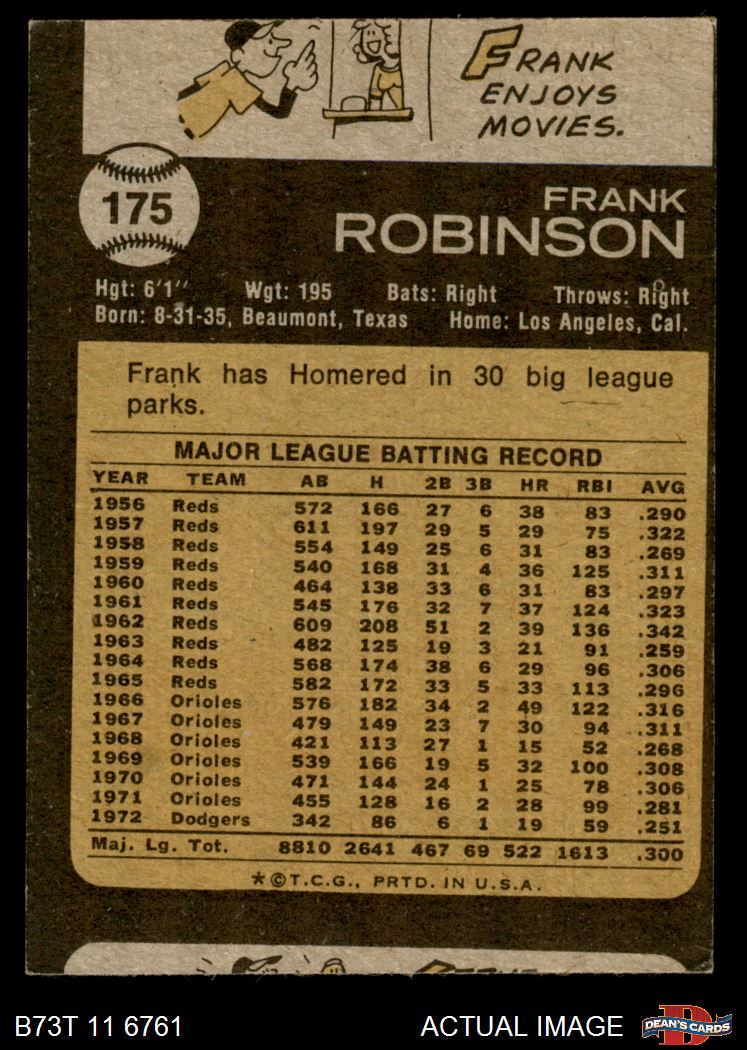 FRANK
ENJOYS
MOVIES.
175
FRANK
ROBINSON
Hgt: 6'1" Wgt: 195 Bats: Right Throws: Right
Born: 8-31-35, Beaumont, Texas Home: Los Angeles, Cal.
Frank has Homered in 30 big league
parks.
MAJOR LEAGUE BATTING RECORD
YEAR TEAM AB H 2B 3B HR RBI AVG
1956 Reds 572 166 27 6 38 83 .290
1957 Reds 611 197 29 5 29 75 .322
1958 Reds 554 149 25 6 31 83 .269
1959 Reds 540 168 31 4 36 125 .311
1960 Reds 464 138 33 6 31 83 .297
1961 Reds 545 176 32 7 37 124 .323
1962 Reds 609 208 51 2 39 136 .342
1963 Reds 482 125 19 3 21 91 .259
1964 Reds 568 174 38 6 29 96 .306
1965 Reds 582 172 33 5 33 113 .296
1966 Orioles 576 182 34 2 49 122 .316
1967 Orioles 479 149 23 7 30 94 .311
1968 Orioles 421 113 27 1 15 52 .268
1969 Orioles 539 166 19 5 32 100 .308
1970 Orioles 471 144 24 1 25 78 .306
1971 Orioles 455 128 16 2 28 99 .281
1972 Dodgers 342 86 6 1 19 59 .251
Maj. Lg. Tot. 8810 2641 467 69 522 1613 .300
*©T.C.G., PRTD. IN U.S.A.
B73T 11 6761 ACTUAL IMAGE
DEAN'S CARDS